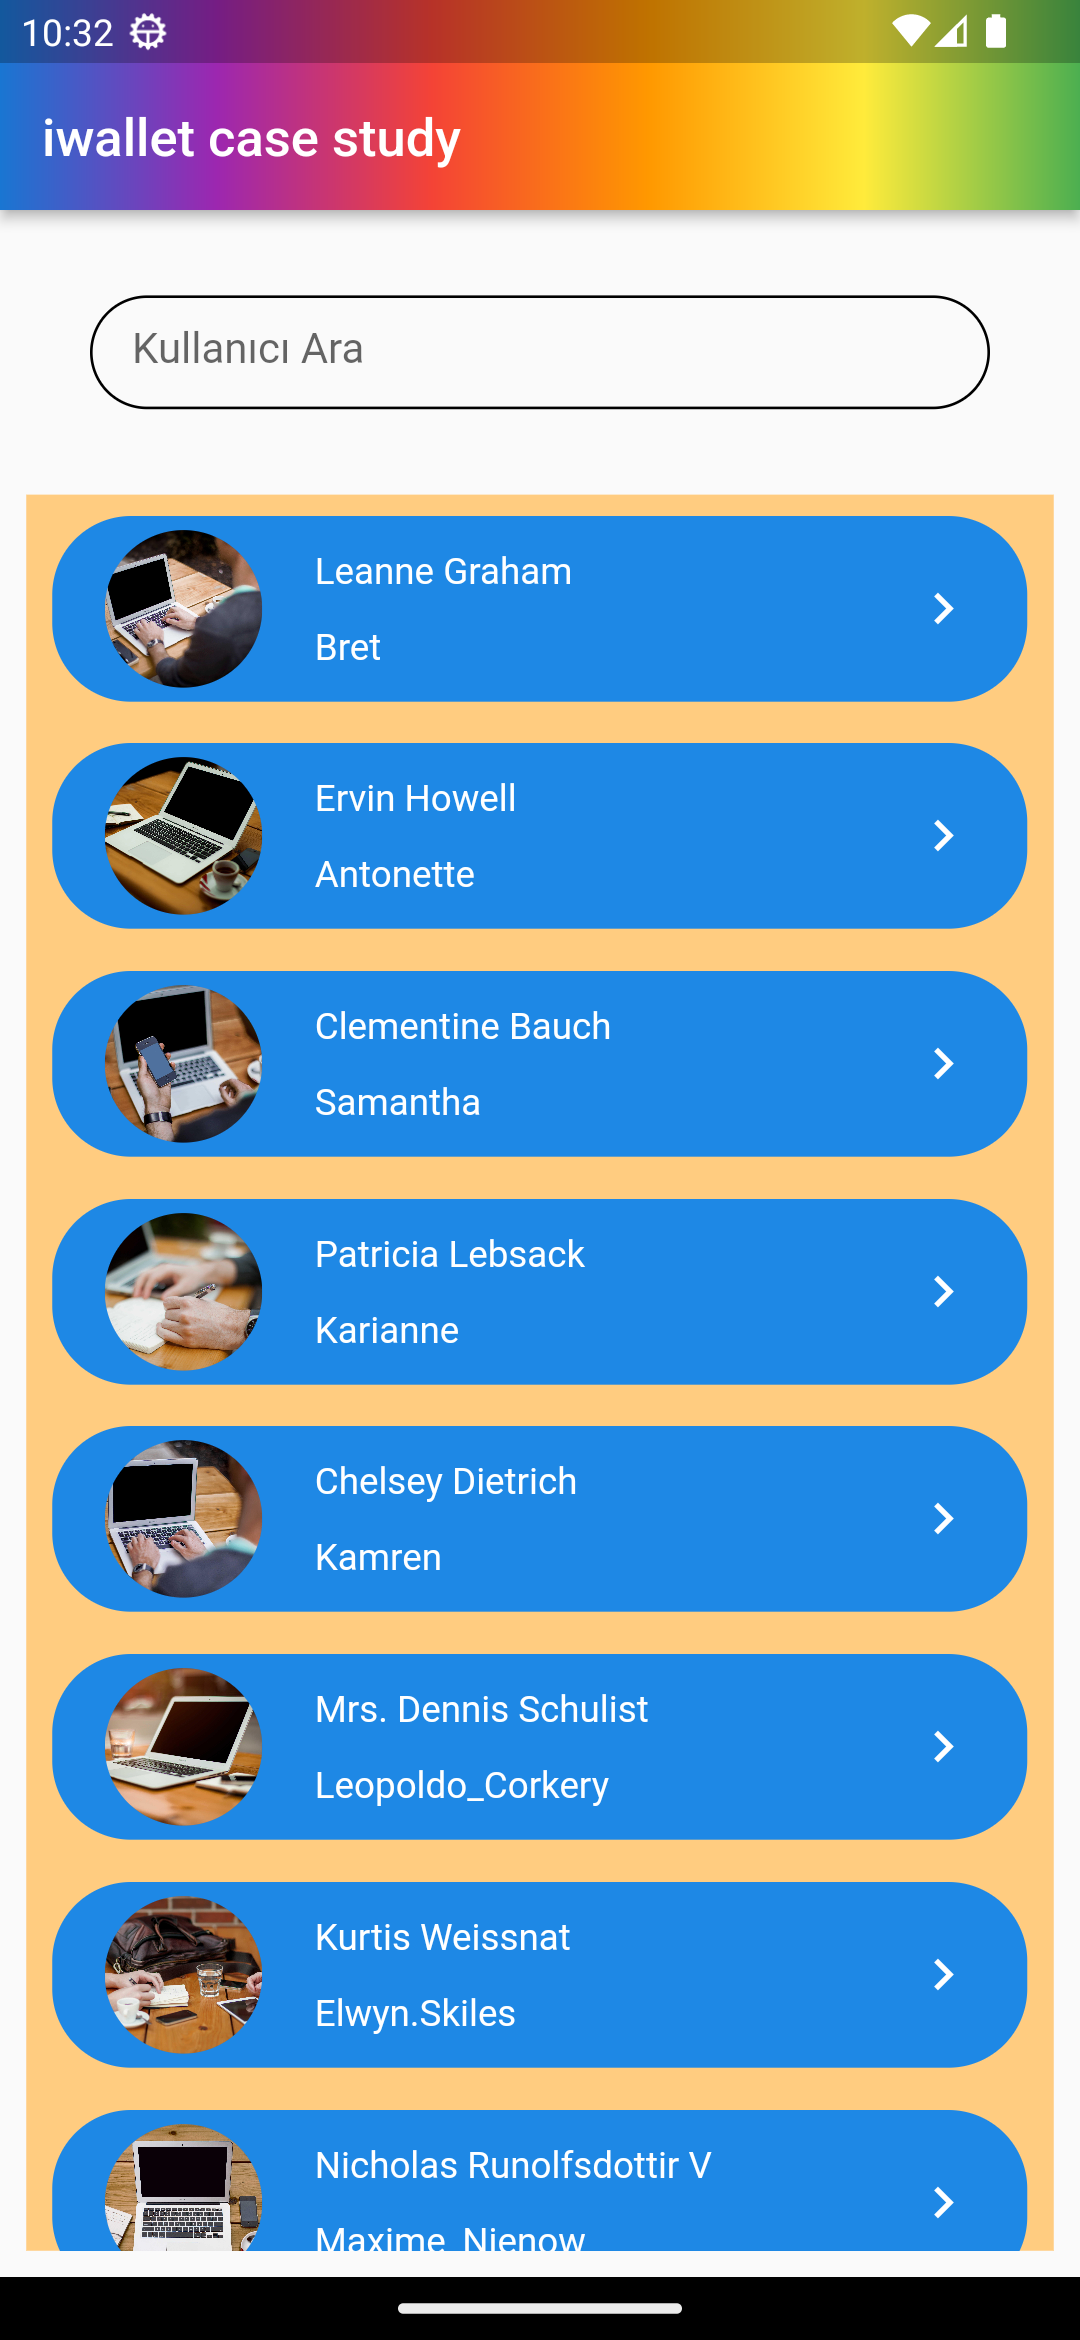 10:32
iwallet case study
Kullanıcı Ara
Leanne Graham
Bret
Ervin Howell
Antonette
Clementine Bauch
Samantha
Patricia Lebsack
Karianne
Chelsey Dietrich
Kamren
Mrs. Dennis Schulist
Leopoldo_Corkery
Kurtis Weissnat
Elwyn.Skiles
Nicholas Runolfsdottir V
Maxime_Nienow